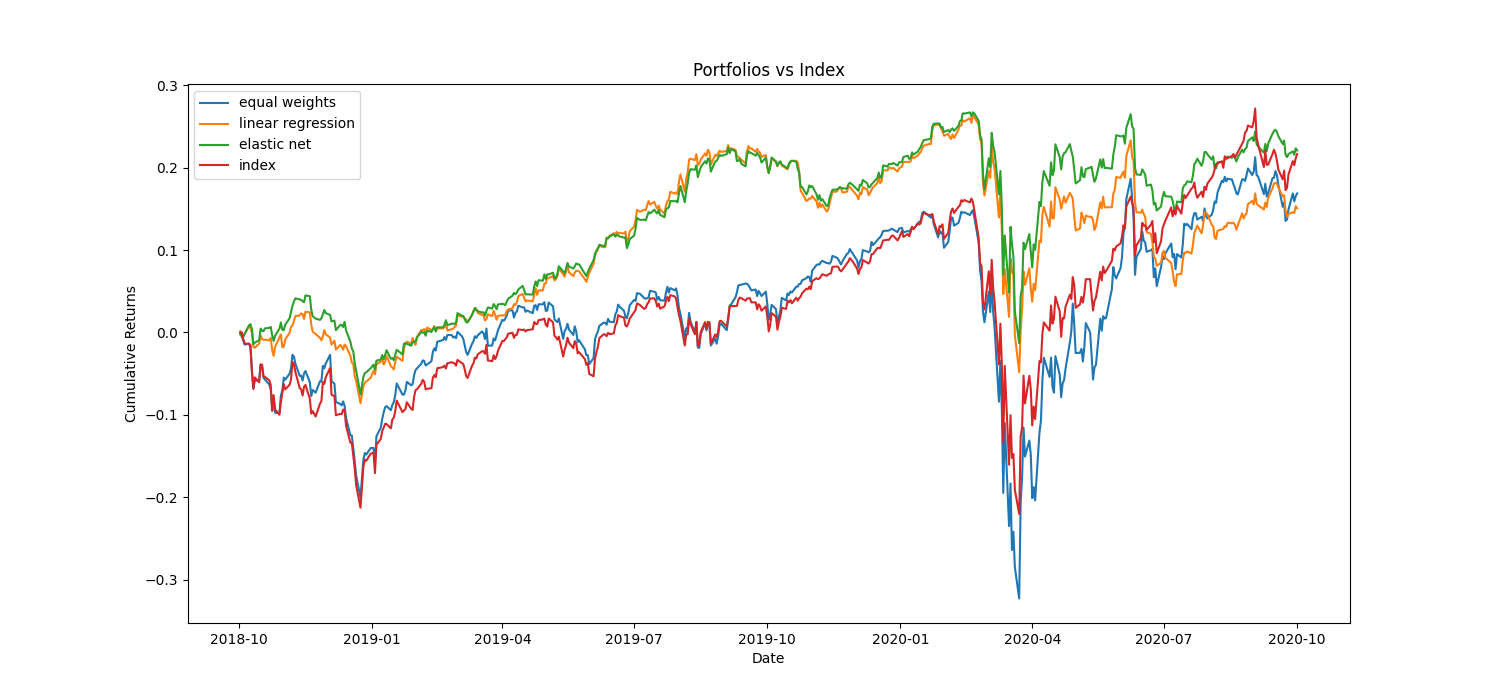 Portfolios vs Index
equal weights
linear regression
elastic net
index
Cumulative Returns
0.3
0.2
0.1
0.0
−0.1
−0.2
−0.3
2018-10 2019-01 2019-04 2019-07 2019-10 2020-01 2020-04 2020-07 2020-10
Date